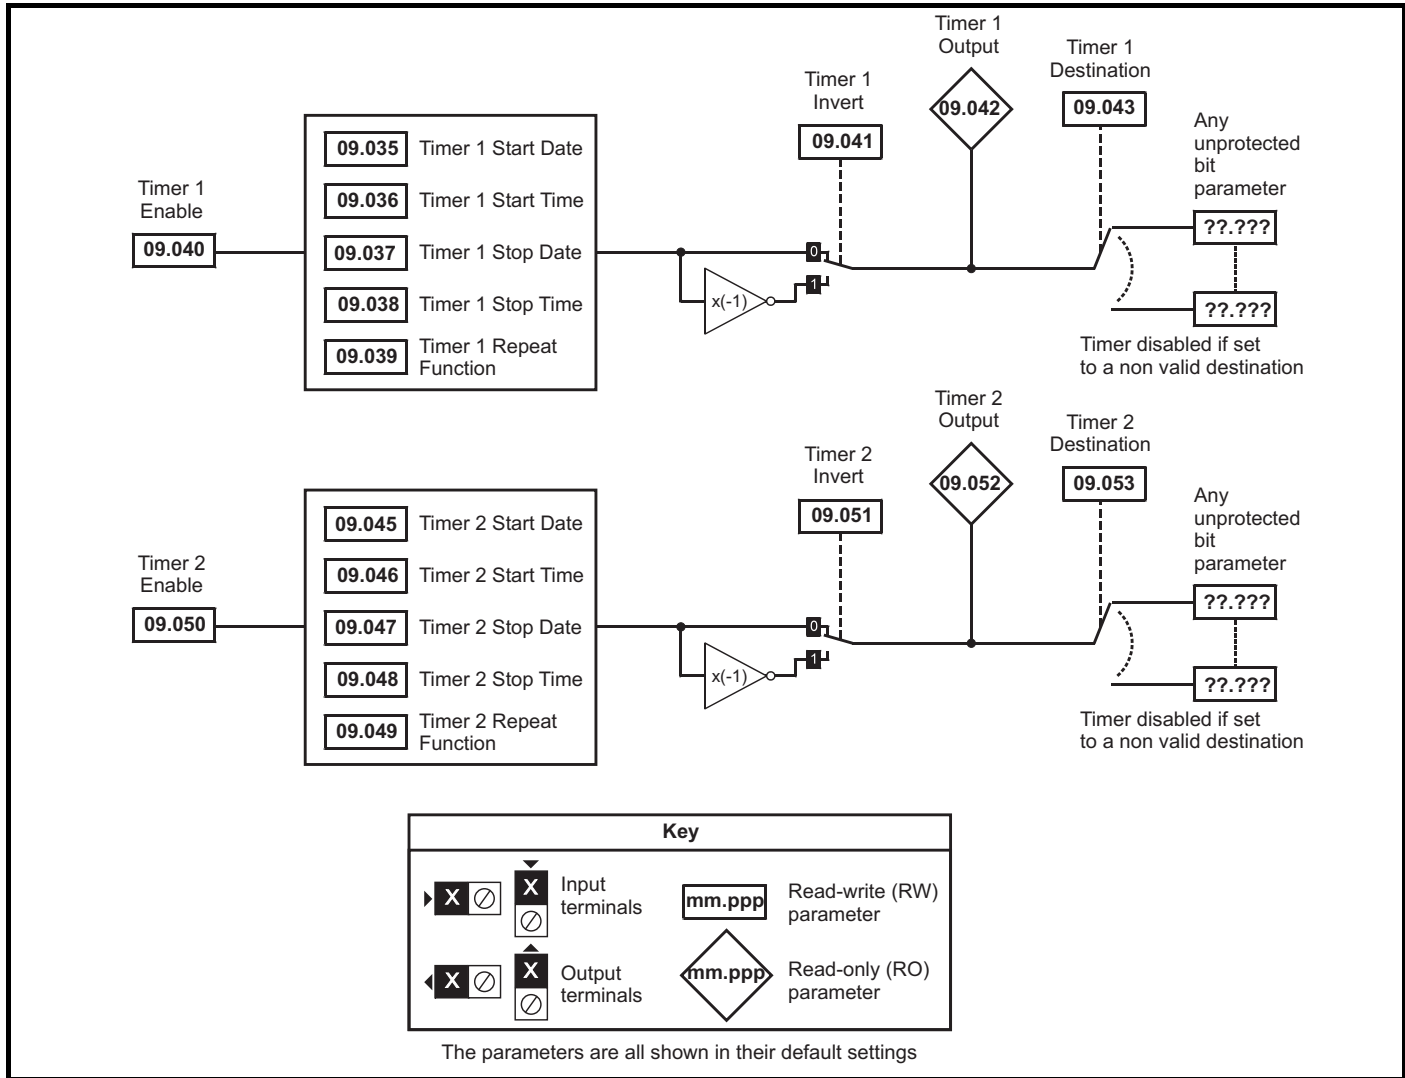 Timer 1
Output
Timer 1
Destination
Timer 1
Invert
09.042
09.043
Any
unprotected
bit
parameter
09.041
09.035 Timer 1 Start Date
Timer 1
Enable
09.036 Timer 1 Start Time
09.040
09.037 Timer 1 Stop Date
0
??.???
09.038 Timer 1 Stop Time
x(-1)
1
??.???
09.039 Timer 1 Repeat
Function
Timer disabled if set
to a non valid destination
Timer 2
Output
Timer 2
Destination
Timer 2
Invert
09.052
09.053
Any
unprotected
bit
parameter
09.051
09.045 Timer 2 Start Date
Timer 2
Enable
09.046 Timer 2 Start Time
09.050
09.047 Timer 2 Stop Date
0
??.???
09.048 Timer 2 Stop Time
x(-1)
1
??.???
09.049 Timer 2 Repeat
Function
Timer disabled if set
to a non valid destination
Key
X
X
Input
terminals
mm.ppp
Read-write (RW)
parameter
X
X
Output
terminals
mm.ppp
Read-only (RO)
parameter
The parameters are all shown in their default settings